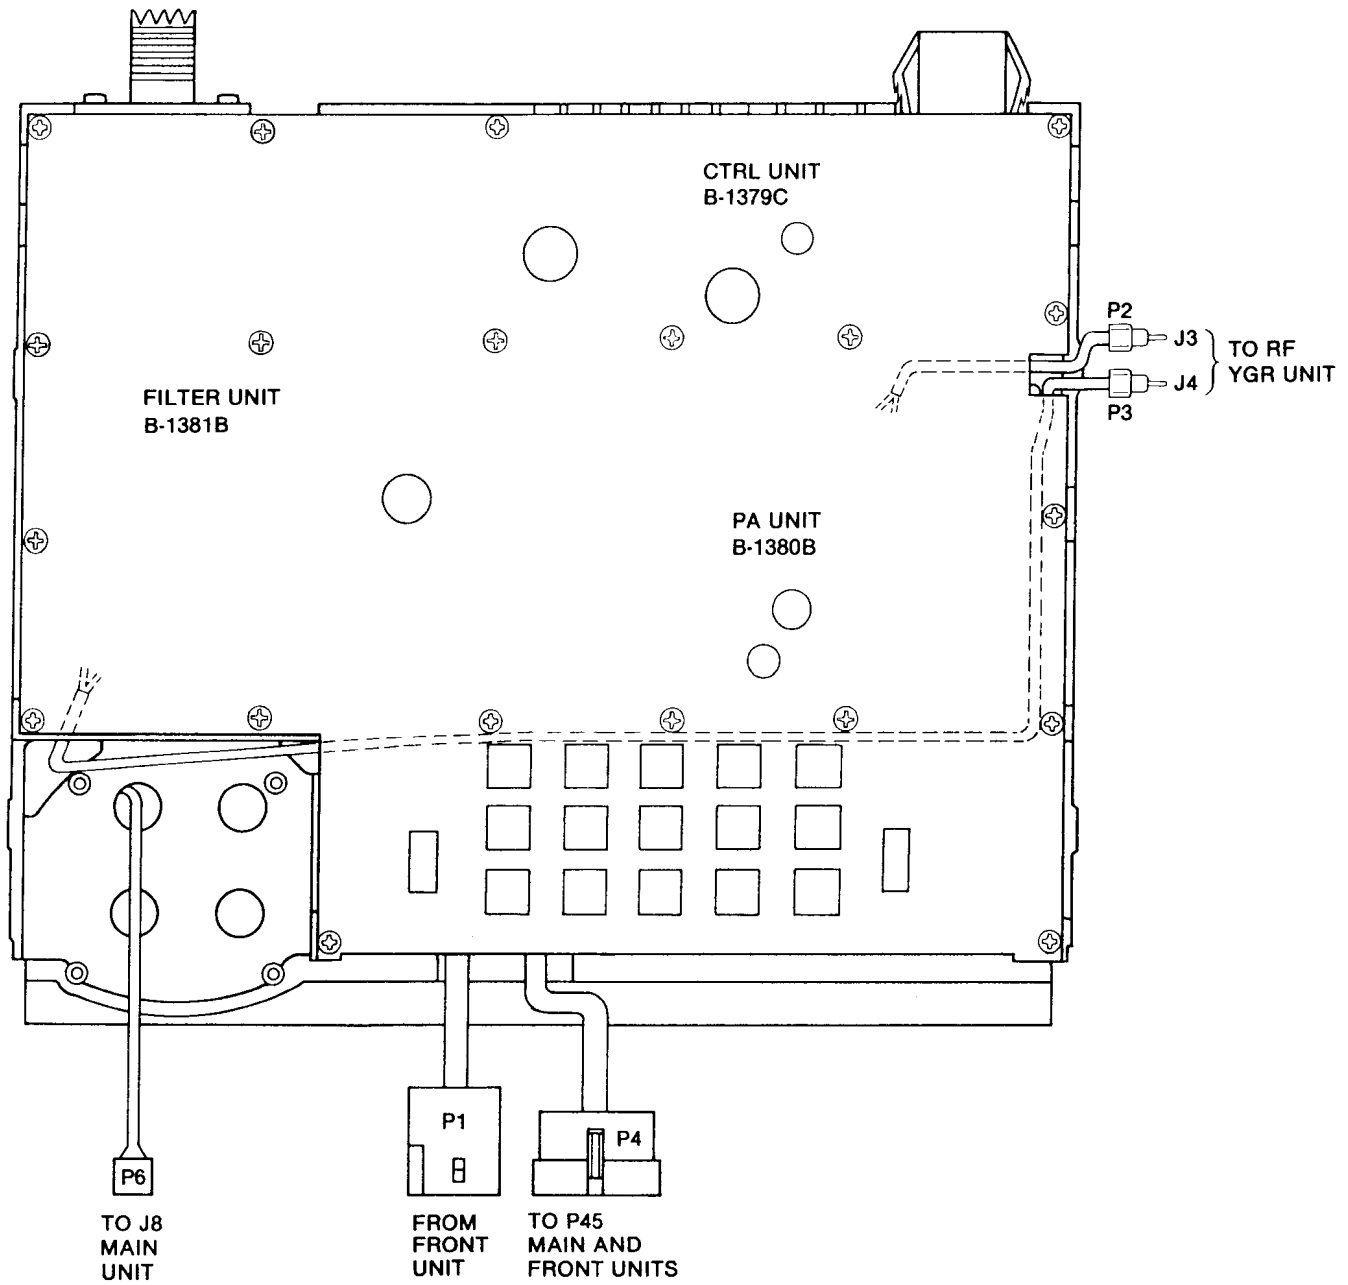 CTRL UNIT
B-1379C
P2
J3
TO RF
YGR UNIT
J4
P3
FILTER UNIT
B-1381B
PA UNIT
B-1380B
P1
P4
P6
TO J8
MAIN
UNIT
FROM
FRONT
UNIT
TO P45
MAIN AND
FRONT UNITS